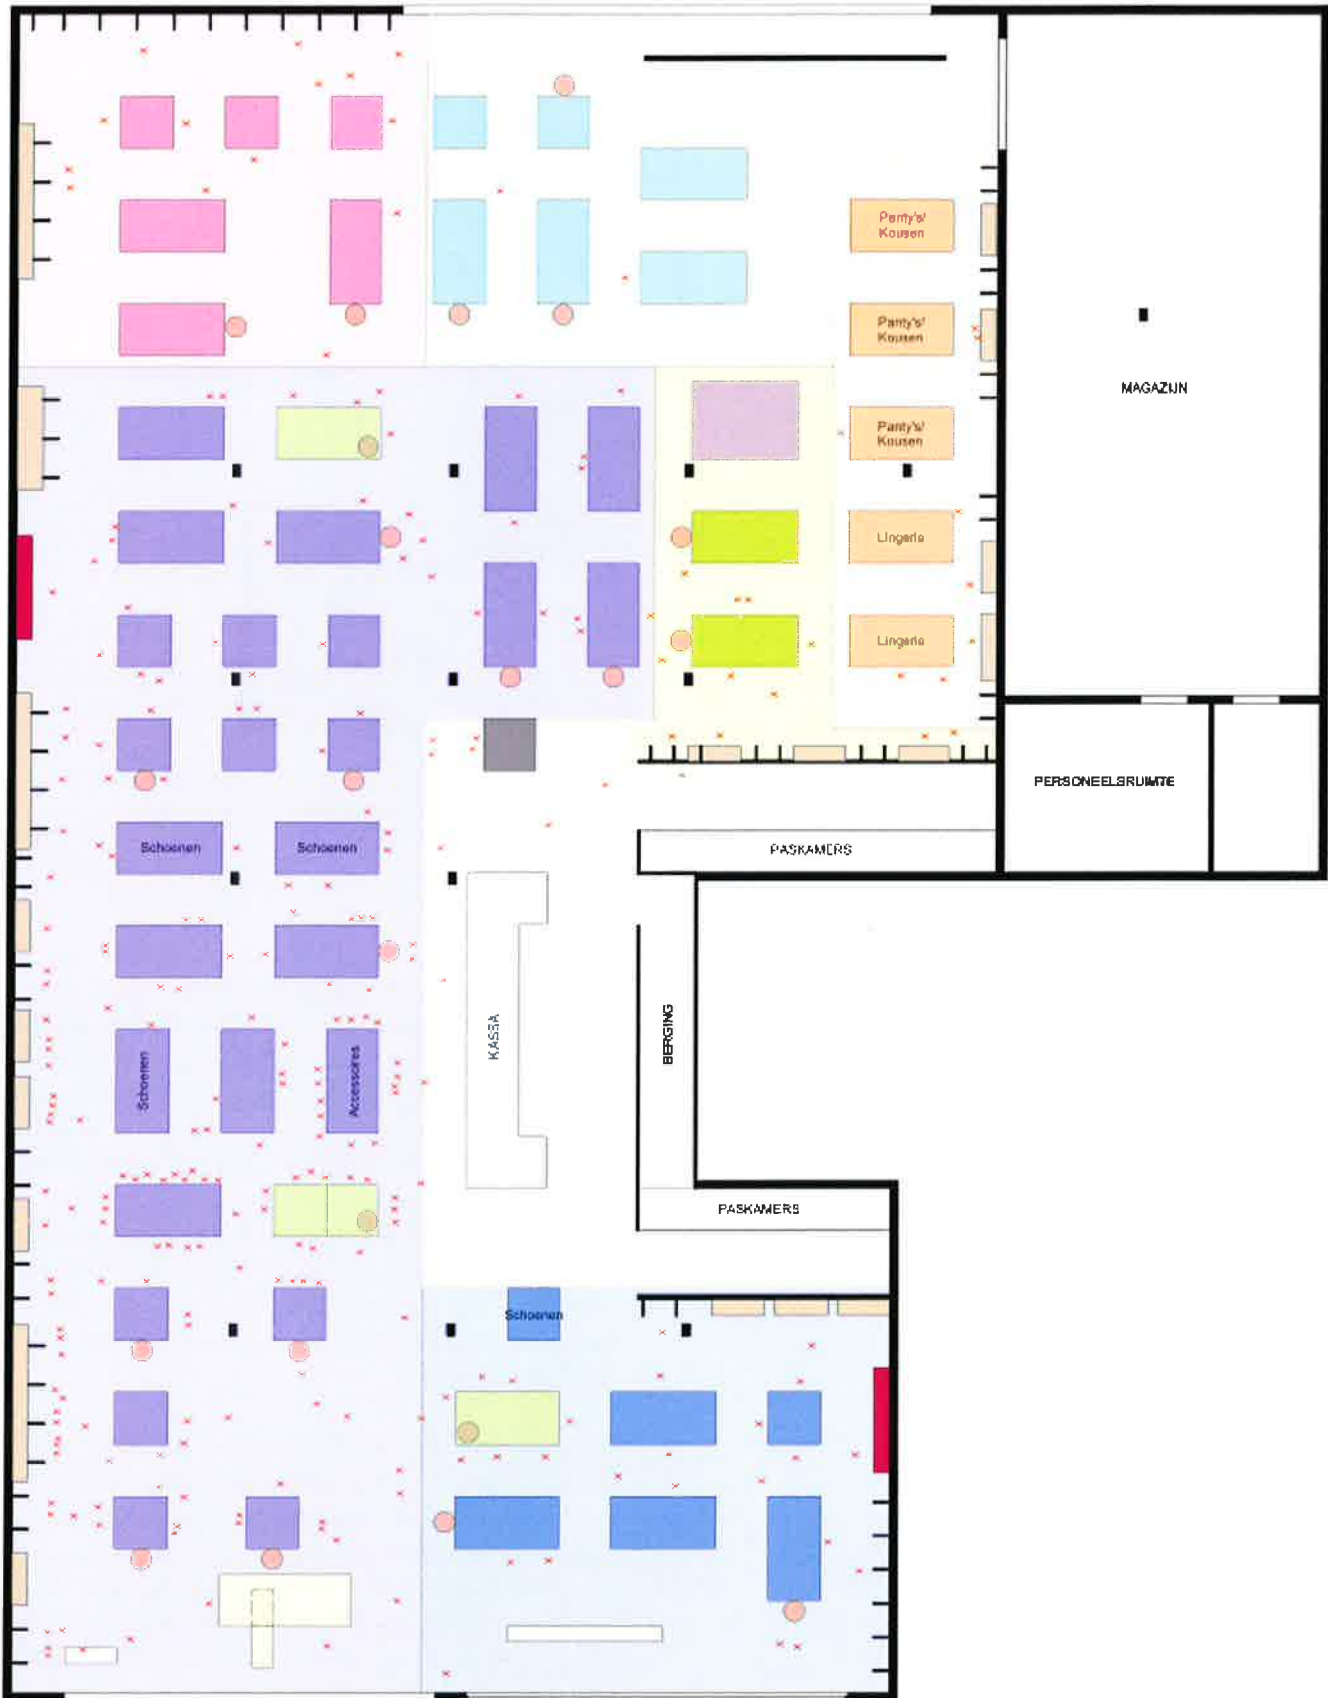 Panty's/
Kousen
Panty's/
Kousen
MAGAZIJN
Panty's/
Kousen
Lingerie
Lingerie
PERSONEELSRUIMTE
Schoenen
Schoenen
PASKAMERS
KASSA
BERGING
Schoenen
Accessoires
PASKAMERS
Schoenen